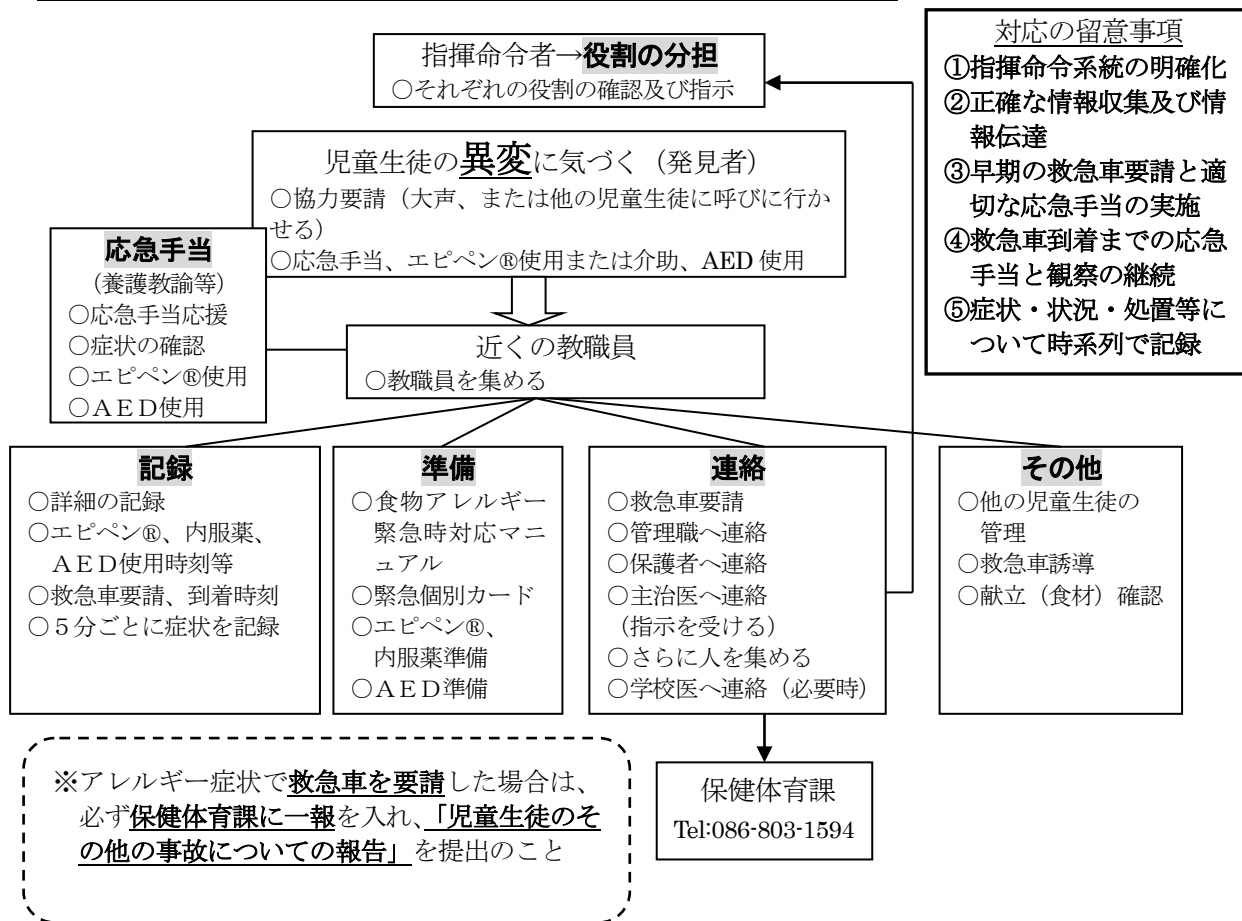 指揮命令者→役割の分担
○それぞれの役割の確認及び指示
対応の留意事項
①指揮命令系統の明確化
②正確な情報収集及び情
報伝達
③早期の救急車要請と適
切な応急手当の実施
④救急車到着までの応急
手当と観察の継続
⑤症状・状況・処置等に
ついて時系列で記録
児童生徒の異変に気づく（発見者）
○協力要請（大声、または他の児童生徒に呼びに行か
せる）
○応急手当、エピペン®使用または介助、AED 使用
応急手当
（養護教諭等）
○応急手当応援
○症状の確認
○エピペン®使用
○ＡＥＤ使用
近くの教職員
○教職員を集める
記録
○詳細の記録
○エピペン®、内服薬、
ＡＥＤ使用時刻等
○救急車要請、到着時刻
○５分ごとに症状を記録
準備
○食物アレルギー
緊急時対応マニ
ュアル
○緊急個別カード
○エピペン®、
内服薬準備
○ＡＥＤ準備
連絡
○救急車要請
○管理職へ連絡
○保護者へ連絡
○主治医へ連絡
（指示を受ける）
○さらに人を集める
○学校医へ連絡（必要時）
その他
○他の児童生徒の
管理
○救急車誘導
○献立（食材）確認
※アレルギー症状で救急車を要請した場合は、
必ず保健体育課に一報を入れ、「児童生徒のそ
の他の事故についての報告」を提出のこと
保健体育課
Tel:086-803-1594